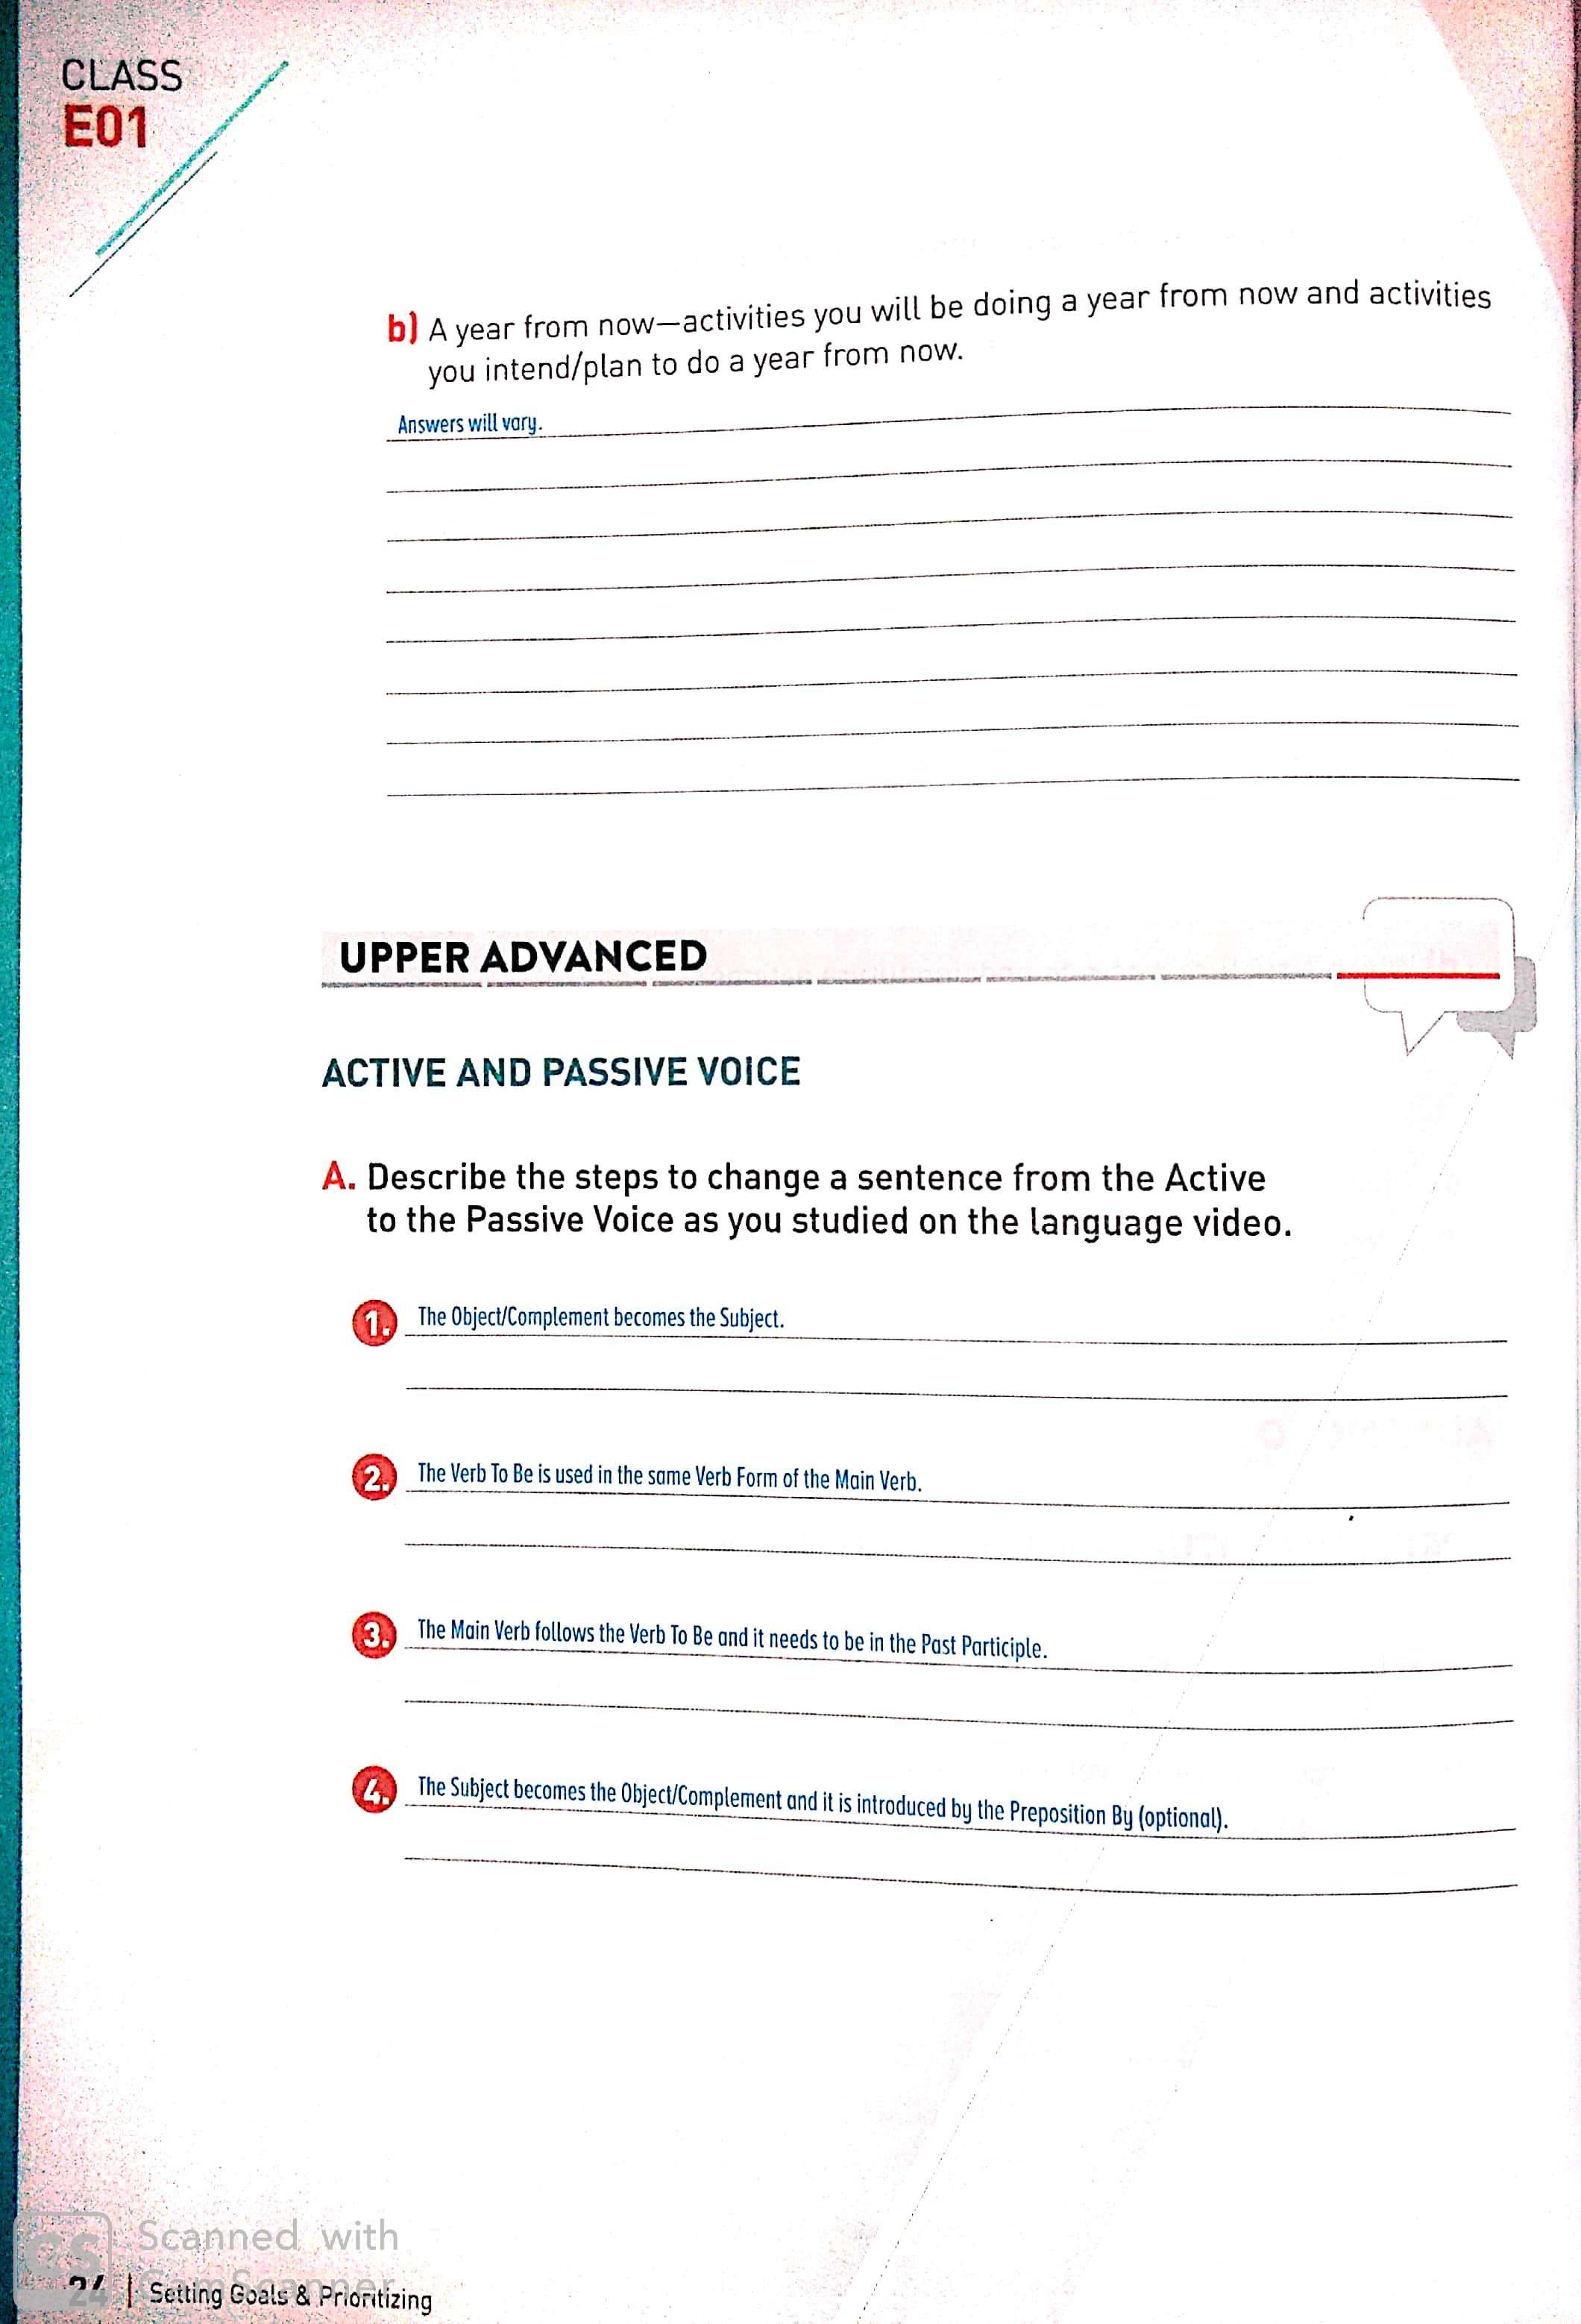 CLASS
E01
b) A year from now—activities you will be doing a year from now and activities
you intend/plan to do a year from now.
Answers will vary.
UPPER ADVANCED
ACTIVE AND PASSIVE VOICE
A. Describe the steps to change a sentence from the Active
to the Passive Voice as you studied on the language video.
1. The Object/Complement becomes the Subject.
2. The Verb To Be is used in the same Verb Form of the Main Verb.
3. The Main Verb follows the Verb To Be and it needs to be in the Past Participle.
4. The Subject becomes the Object/Complement and it is introduced by the Preposition By (optional).
CS Scanned with
CamScanner
24 | Setting Goals & Prioritizing